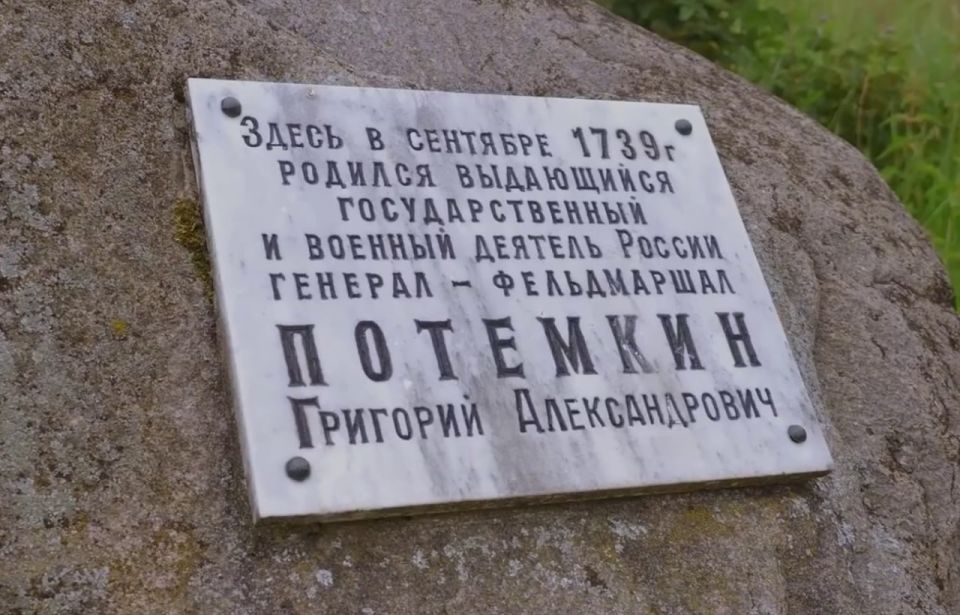 Здесь в сентябре 1739г
родился выдающийся
государственный
и военный деятель России
генерал - фельдмаршал
ПОТЕМКИН
Григорий Александрович